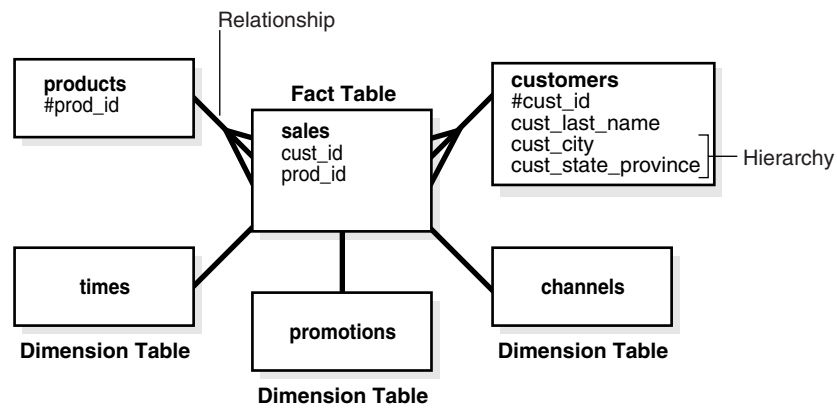 Relationship
products
#prod_id
Fact Table
sales
cust_id
prod_id
customers
#cust_id
cust_last_name
cust_city
cust_state_province
Hierarchy
times
Dimension Table
promotions
Dimension Table
channels
Dimension Table